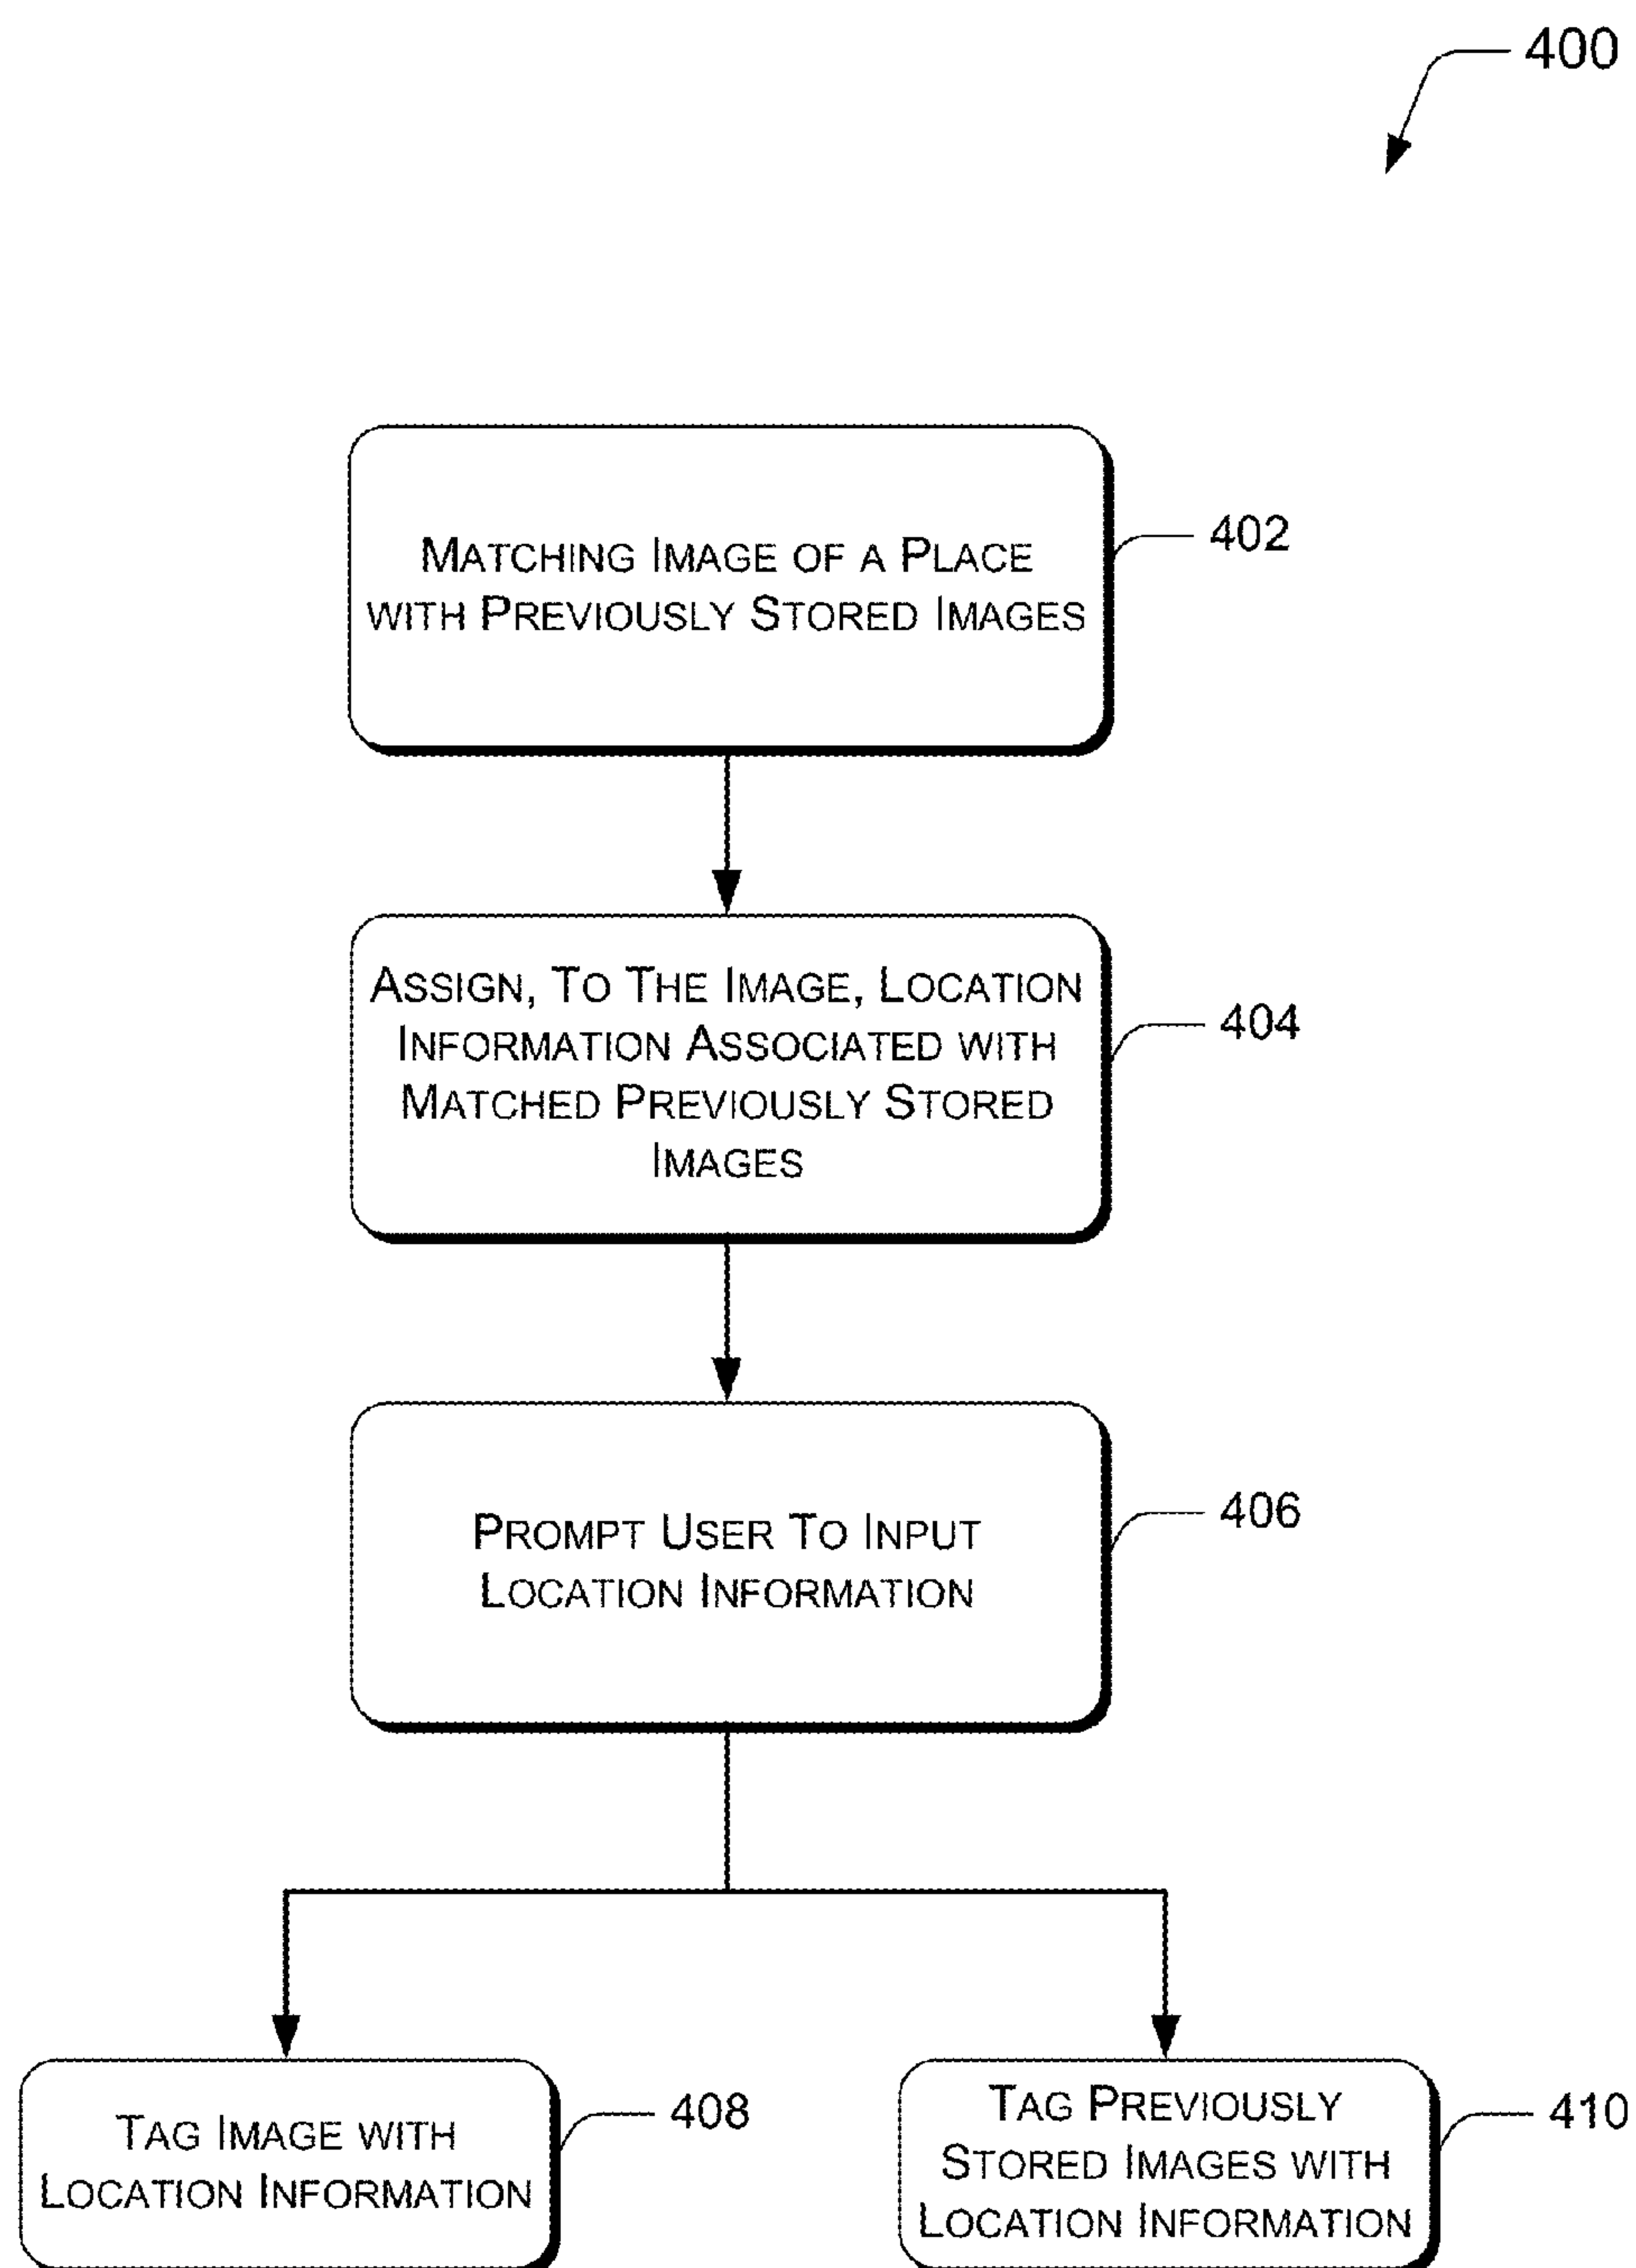 400
MATCHING IMAGE OF A PLACE
WITH PREVIOUSLY STORED IMAGES
402
ASSIGN, TO THE IMAGE, LOCATION
INFORMATION ASSOCIATED WITH
MATCHED PREVIOUSLY STORED
IMAGES
404
PROMPT USER TO INPUT
LOCATION INFORMATION
406
TAG IMAGE WITH
LOCATION INFORMATION
408
TAG PREVIOUSLY
STORED IMAGES WITH
LOCATION INFORMATION
410